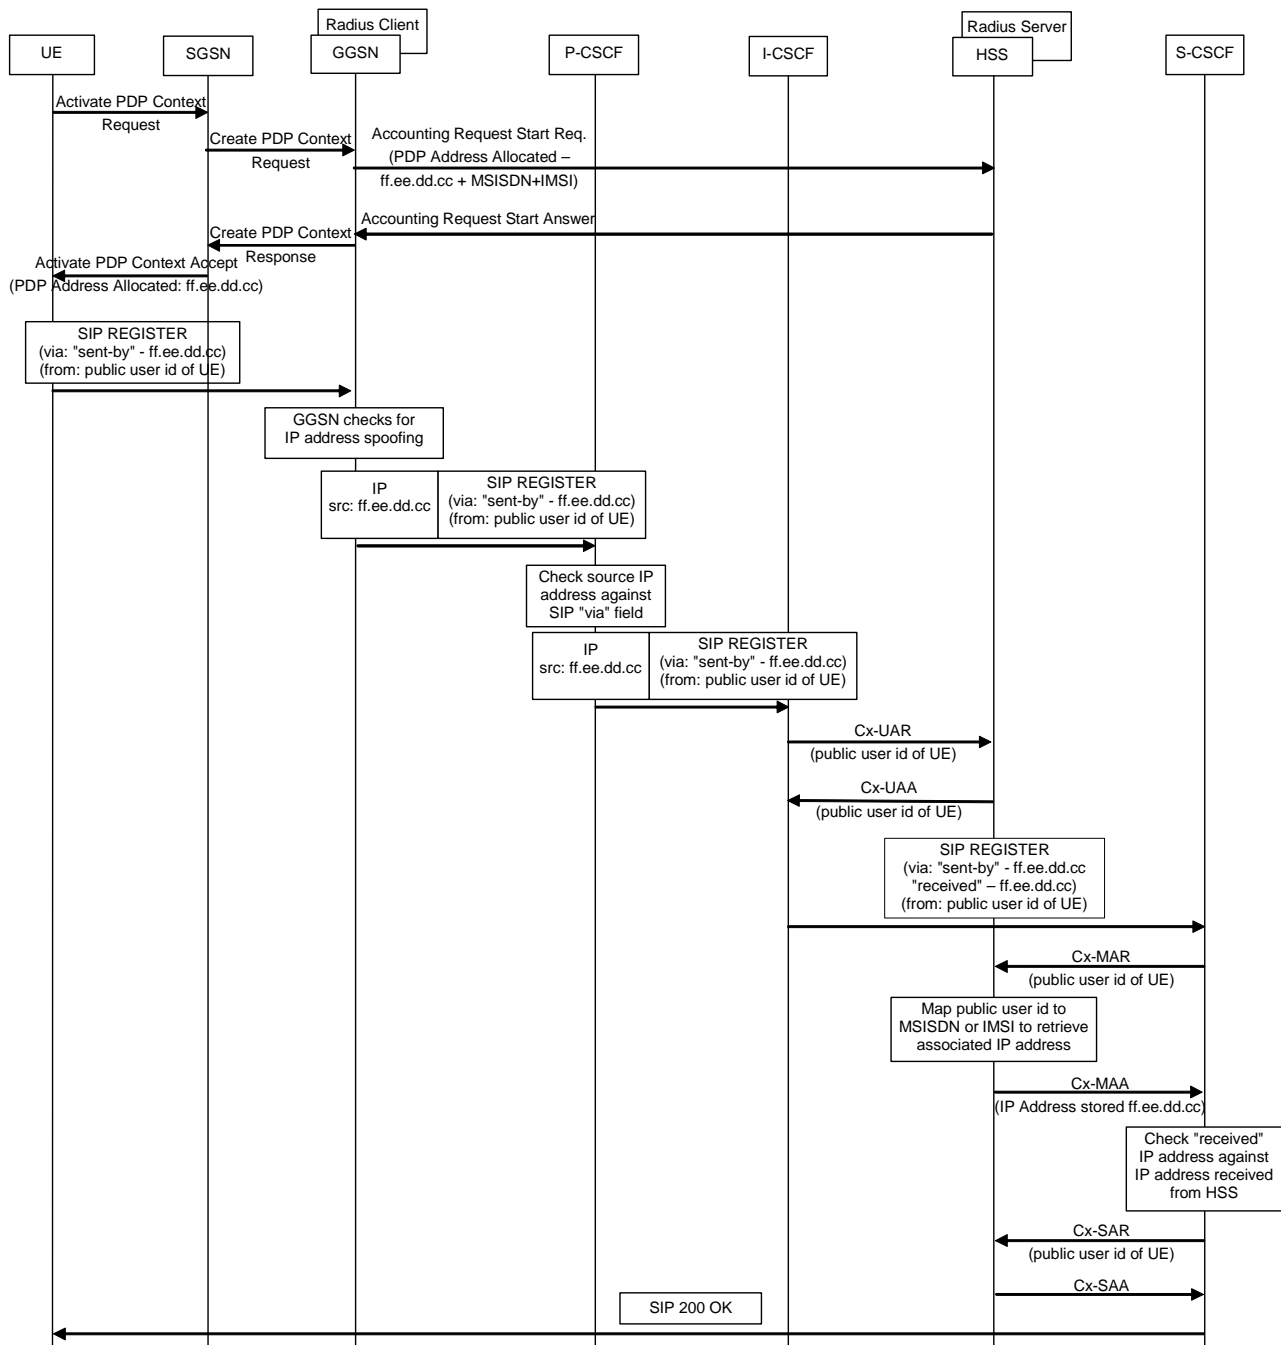 Radius Client
Radius Server
UE
SGSN
GGSN
P-CSCF
I-CSCF
HSS
S-CSCF
Activate PDP Context
Request
Create PDP Context
Request
Accounting Request Start Req.
(PDP Address Allocated –
ff.ee.dd.cc + MSISDN+IMSI)
Accounting Request Start Answer
Create PDP Context
Response
Activate PDP Context Accept
(PDP Address Allocated: ff.ee.dd.cc)
SIP REGISTER
(via: "sent-by" - ff.ee.dd.cc)
(from: public user id of UE)
GGSN checks for
IP address spoofing
IP
src: ff.ee.dd.cc
SIP REGISTER
(via: "sent-by" - ff.ee.dd.cc)
(from: public user id of UE)
Check source IP
address against
SIP "via" field
IP
src: ff.ee.dd.cc
SIP REGISTER
(via: "sent-by" - ff.ee.dd.cc)
(from: public user id of UE)
Cx-UAR
(public user id of UE)
Cx-UAA
(public user id of UE)
SIP REGISTER
(via: "sent-by" - ff.ee.dd.cc
"received" – ff.ee.dd.cc)
(from: public user id of UE)
Cx-MAR
(public user id of UE)
Map public user id to
MSISDN or IMSI to retrieve
associated IP address
Cx-MAA
(IP Address stored ff.ee.dd.cc)
Check "received"
IP address against
IP address received
from HSS
Cx-SAR
(public user id of UE)
Cx-SAA
SIP 200 OK